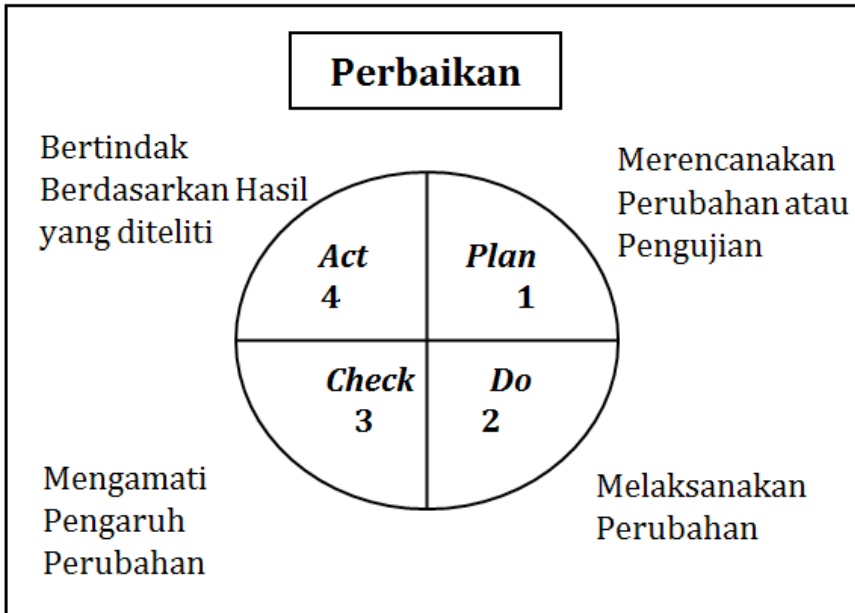 Perbaikan
Bertindak
Berdasarkan Hasil
yang diteliti
Merencanakan
Perubahan atau
Pengujian
Act
4
Plan
1
Check
3
Do
2
Mengamati
Pengaruh
Perubahan
Melaksanakan
Perubahan